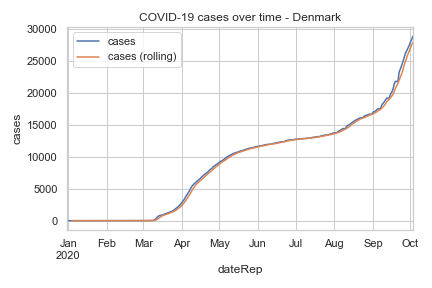 COVID-19 cases over time - Denmark
cases
cases (rolling)
30000
25000
20000
15000
10000
5000
0
cases
Jan Feb Mar Apr May Jun Jul Aug Sep Oct
2020
dateRep